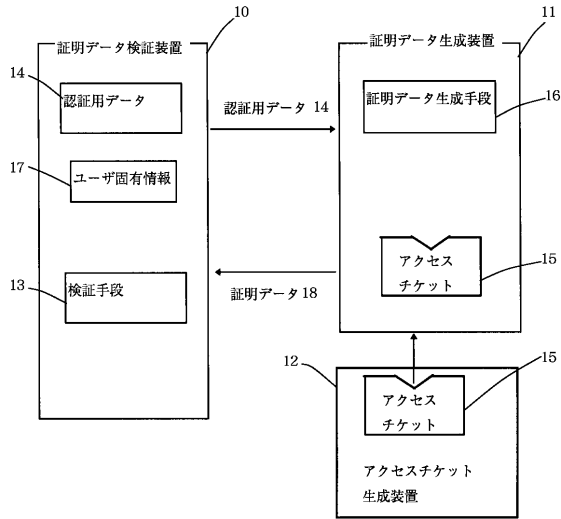 10
証明データ検証装置
14
認証用データ
17
ユーザ固有情報
13
検証手段
認証用データ 14
証明データ18
11
証明データ生成装置
証明データ生成手段
16
アクセス
チケット
15
12
アクセス
チケット
15
アクセスチケット
生成装置